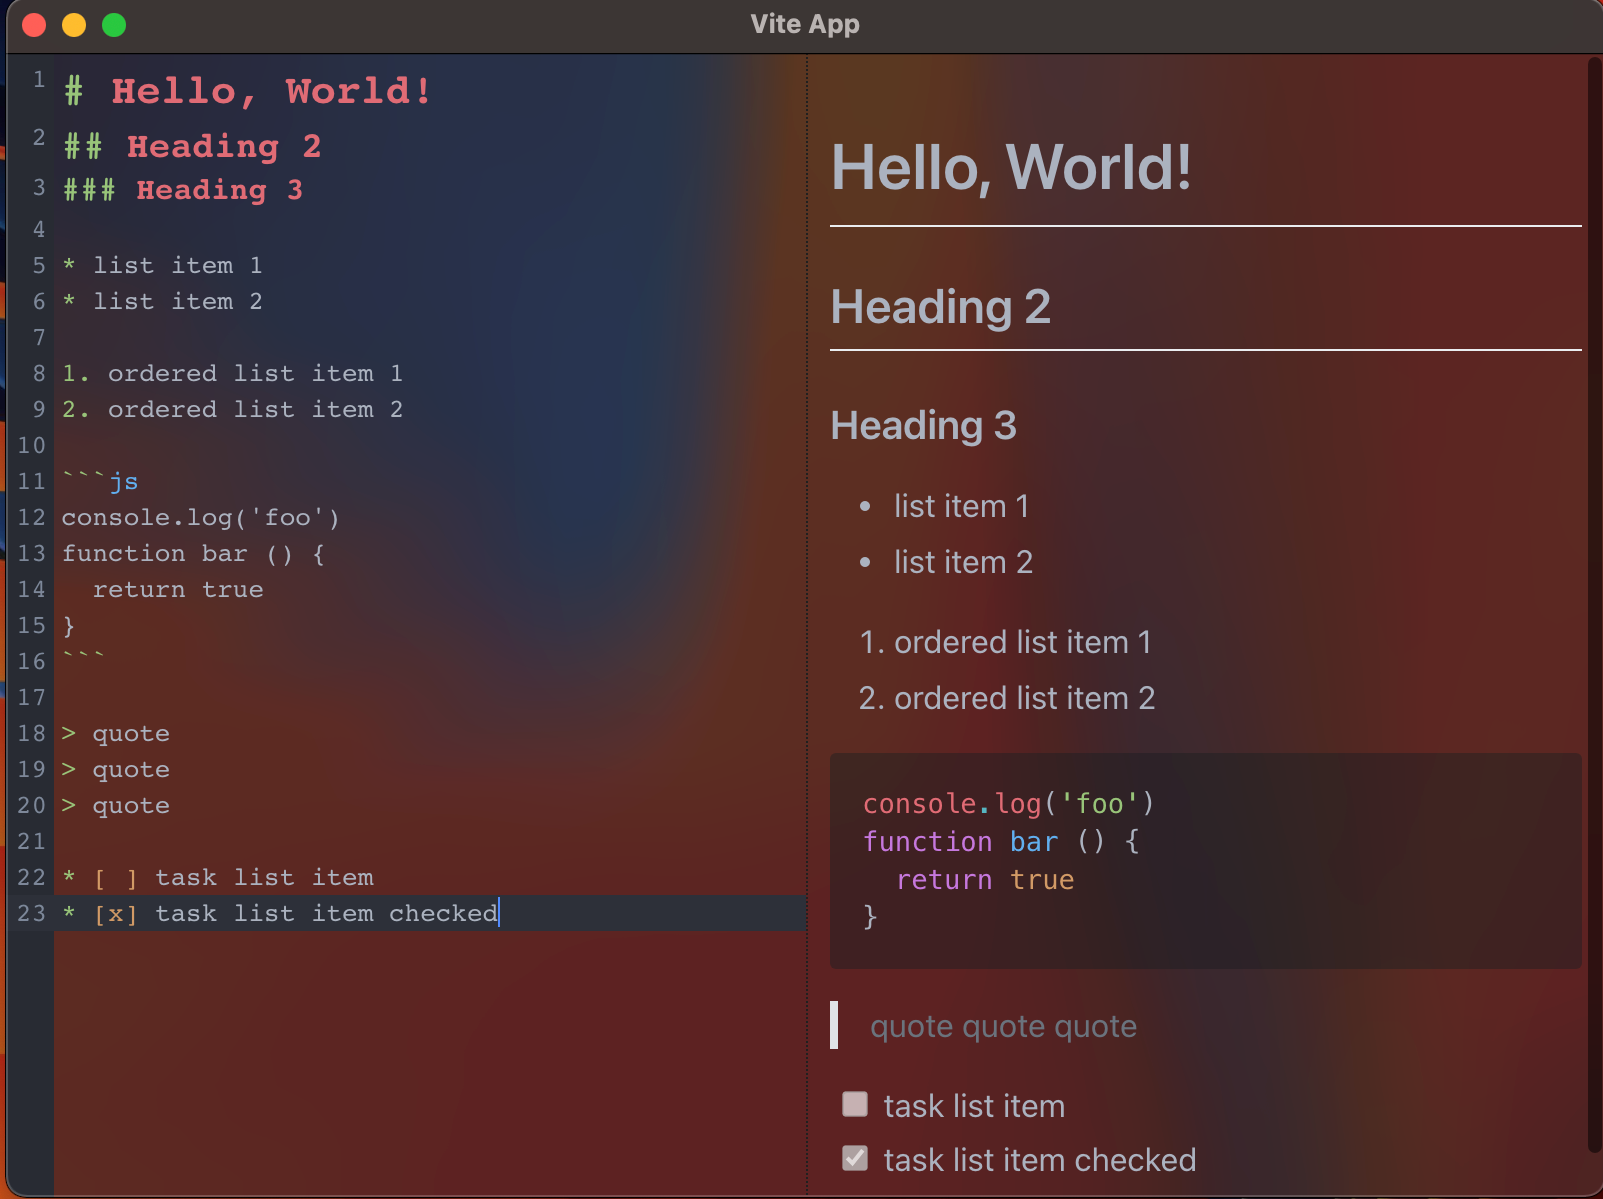 Vite App
1 # Hello, World!
2 ## Heading 2
3 ### Heading 3
4
5 * list item 1
6 * list item 2
7
8 1. ordered list item 1
9 2. ordered list item 2
10
11 ```js
12 console.log('foo')
13 function bar () {
14   return true
15 }
16 ```
17
18 > quote
19 > quote
20 > quote
21
22 * [ ] task list item
23 * [x] task list item checked
Hello, World!
Heading 2
Heading 3
• list item 1
• list item 2
1. ordered list item 1
2. ordered list item 2
console.log('foo')
function bar () {
  return true
}
quote quote quote
task list item
task list item checked